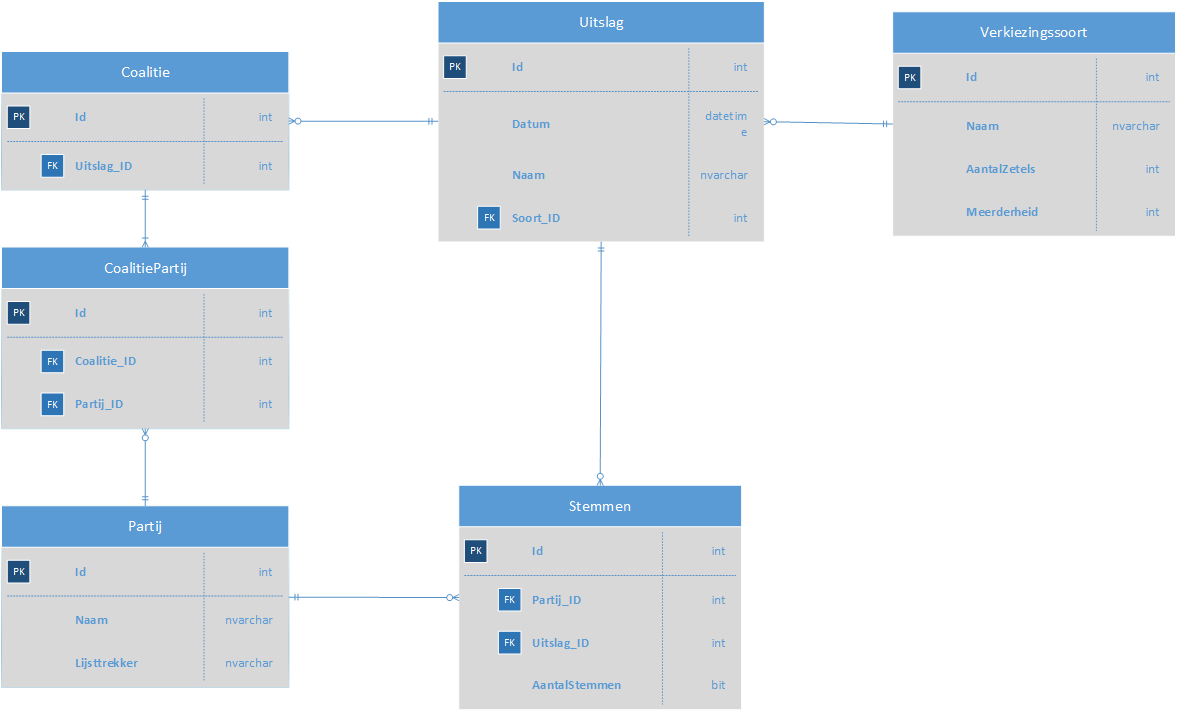 Coalitie
PK Id int
FK Uitslag_ID int
Uitslag
PK Id int
Datum datetim
e
Naam nvarchar
FK Soort_ID int
Verkiezingssoort
PK Id int
Naam nvarchar
AantalZetels int
Meerderheid int
CoalitiePartij
PK Id int
FK Coalitie_ID int
FK Partij_ID int
Partij
PK Id int
Naam nvarchar
Lijsttrekker nvarchar
Stemmen
PK Id int
FK Partij_ID int
FK Uitslag_ID int
AantalStemmen bit